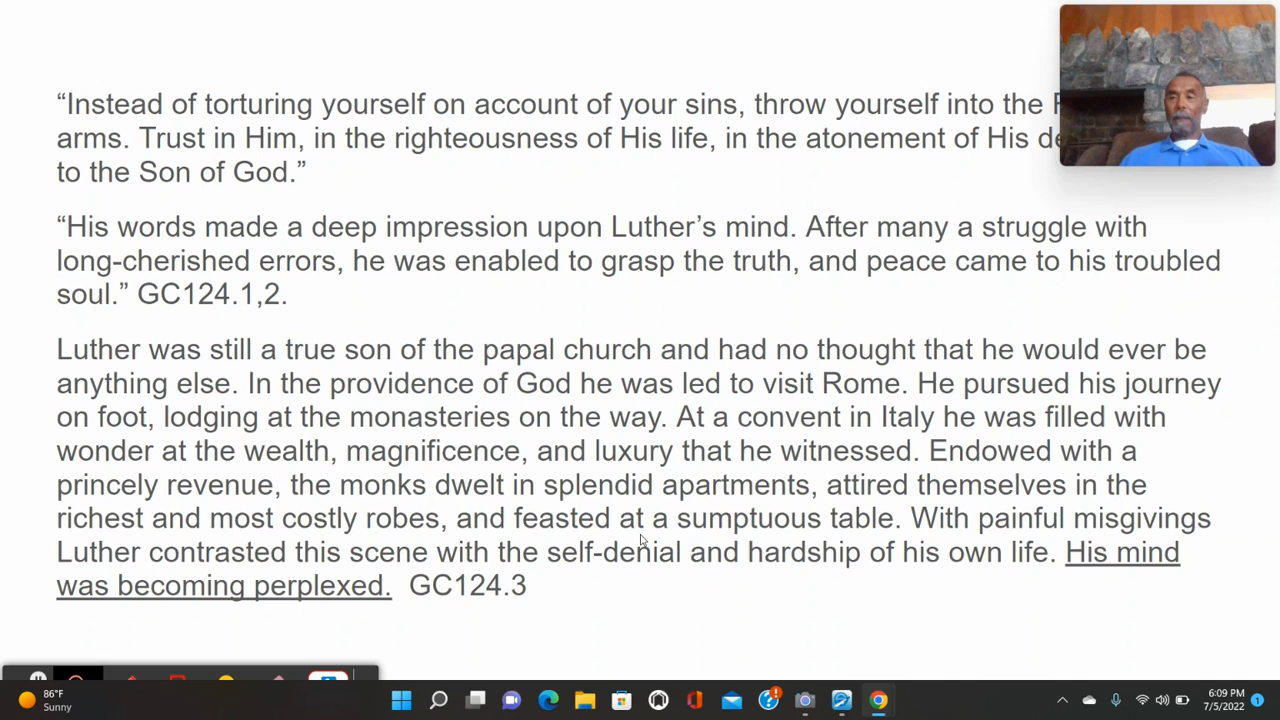 “Instead of torturing yourself on account of your sins, throw yourself into the
arms. Trust in Him, in the righteousness of His life, in the atonement of His
to the Son of God.”
“His words made a deep impression upon Luther’s mind. After many a struggle with
long-cherished errors, he was enabled to grasp the truth, and peace came to his troubled
soul.” GC124.1,2.
Luther was still a true son of the papal church and had no thought that he would ever be
anything else. In the providence of God he was led to visit Rome. He pursued his journey
on foot, lodging at the monasteries on the way. At a convent in Italy he was filled with
wonder at the wealth, magnificence, and luxury that he witnessed. Endowed with a
princely revenue, the monks dwelt in splendid apartments, attired themselves in the
richest and most costly robes, and feasted at a sumptuous table. With painful misgivings
Luther contrasted this scene with the self-denial and hardship of his own life. His mind
was becoming perplexed. GC124.3
86°F
Sunny
6:09 PM
7/5/2022